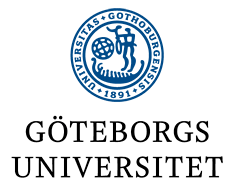 UNIVERSITAS • GOTHOBURGENSIS
• 1891 •
GÖTEBORGS
UNIVERSITET